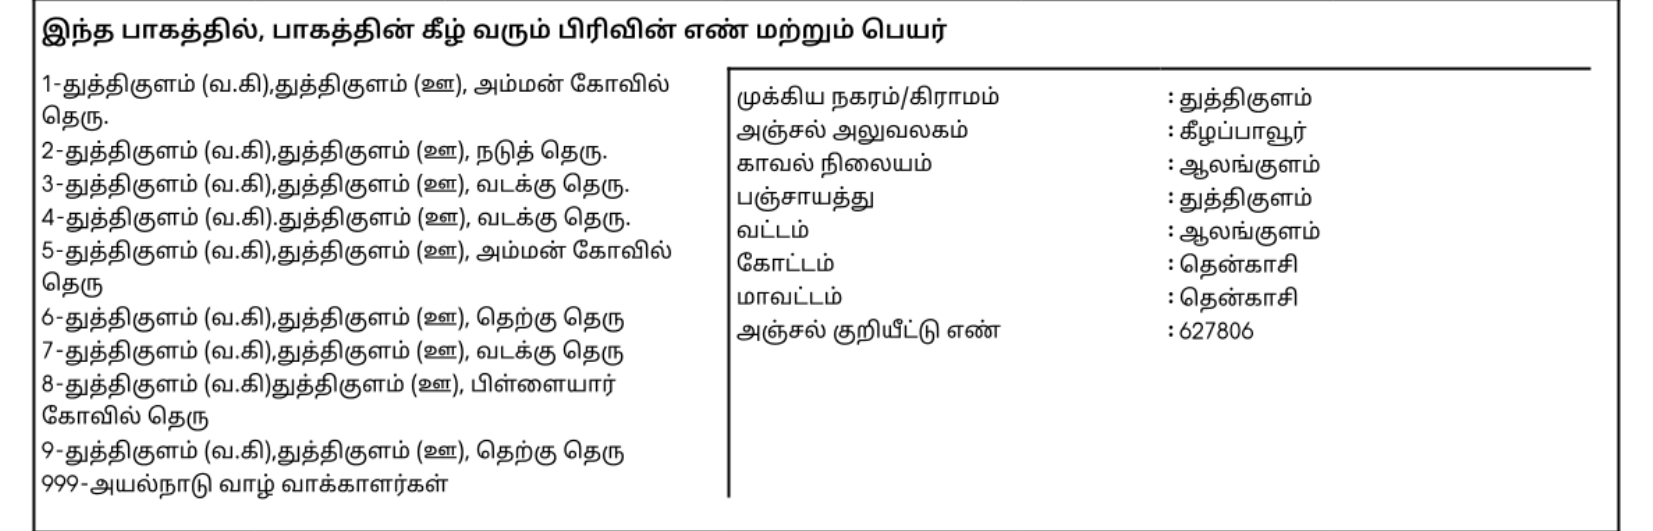 இந்த பாகத்தில், பாகத்தின் கீழ் வரும் பிரிவின் எண் மற்றும் பெயர்
1-துத்திகுளம் (வ.கி),துத்திகுளம் (ஊ), அம்மன் கோவில்
தெரு.
2-துத்திகுளம் (வ.கி),துத்திகுளம் (ஊ), நடுத் தெரு.
3-துத்திகுளம் (வ.கி),துத்திகுளம் (ஊ), வடக்கு தெரு.
4-துத்திகுளம் (வ.கி).துத்திகுளம் (ஊ), வடக்கு தெரு.
5-துத்திகுளம் (வ.கி),துத்திகுளம் (ஊ), அம்மன் கோவில்
தெரு
6-துத்திகுளம் (வ.கி),துத்திகுளம் (ஊ), தெற்கு தெரு
7-துத்திகுளம் (வ.கி),துத்திகுளம் (ஊ), வடக்கு தெரு
8-துத்திகுளம் (வ.கி)துத்திகுளம் (ஊ), பிள்ளையார்
கோவில் தெரு
9-துத்திகுளம் (வ.கி),துத்திகுளம் (ஊ), தெற்கு தெரு
999-அயல்நாடு வாழ் வாக்காளர்கள்
முக்கிய நகரம்/கிராமம் : துத்திகுளம்
அஞ்சல் அலுவலகம் : கீழப்பாவூர்
காவல் நிலையம் : ஆலங்குளம்
பஞ்சாயத்து : துத்திகுளம்
வட்டம் : ஆலங்குளம்
கோட்டம் : தென்காசி
மாவட்டம் : தென்காசி
அஞ்சல் குறியீட்டு எண் : 627806